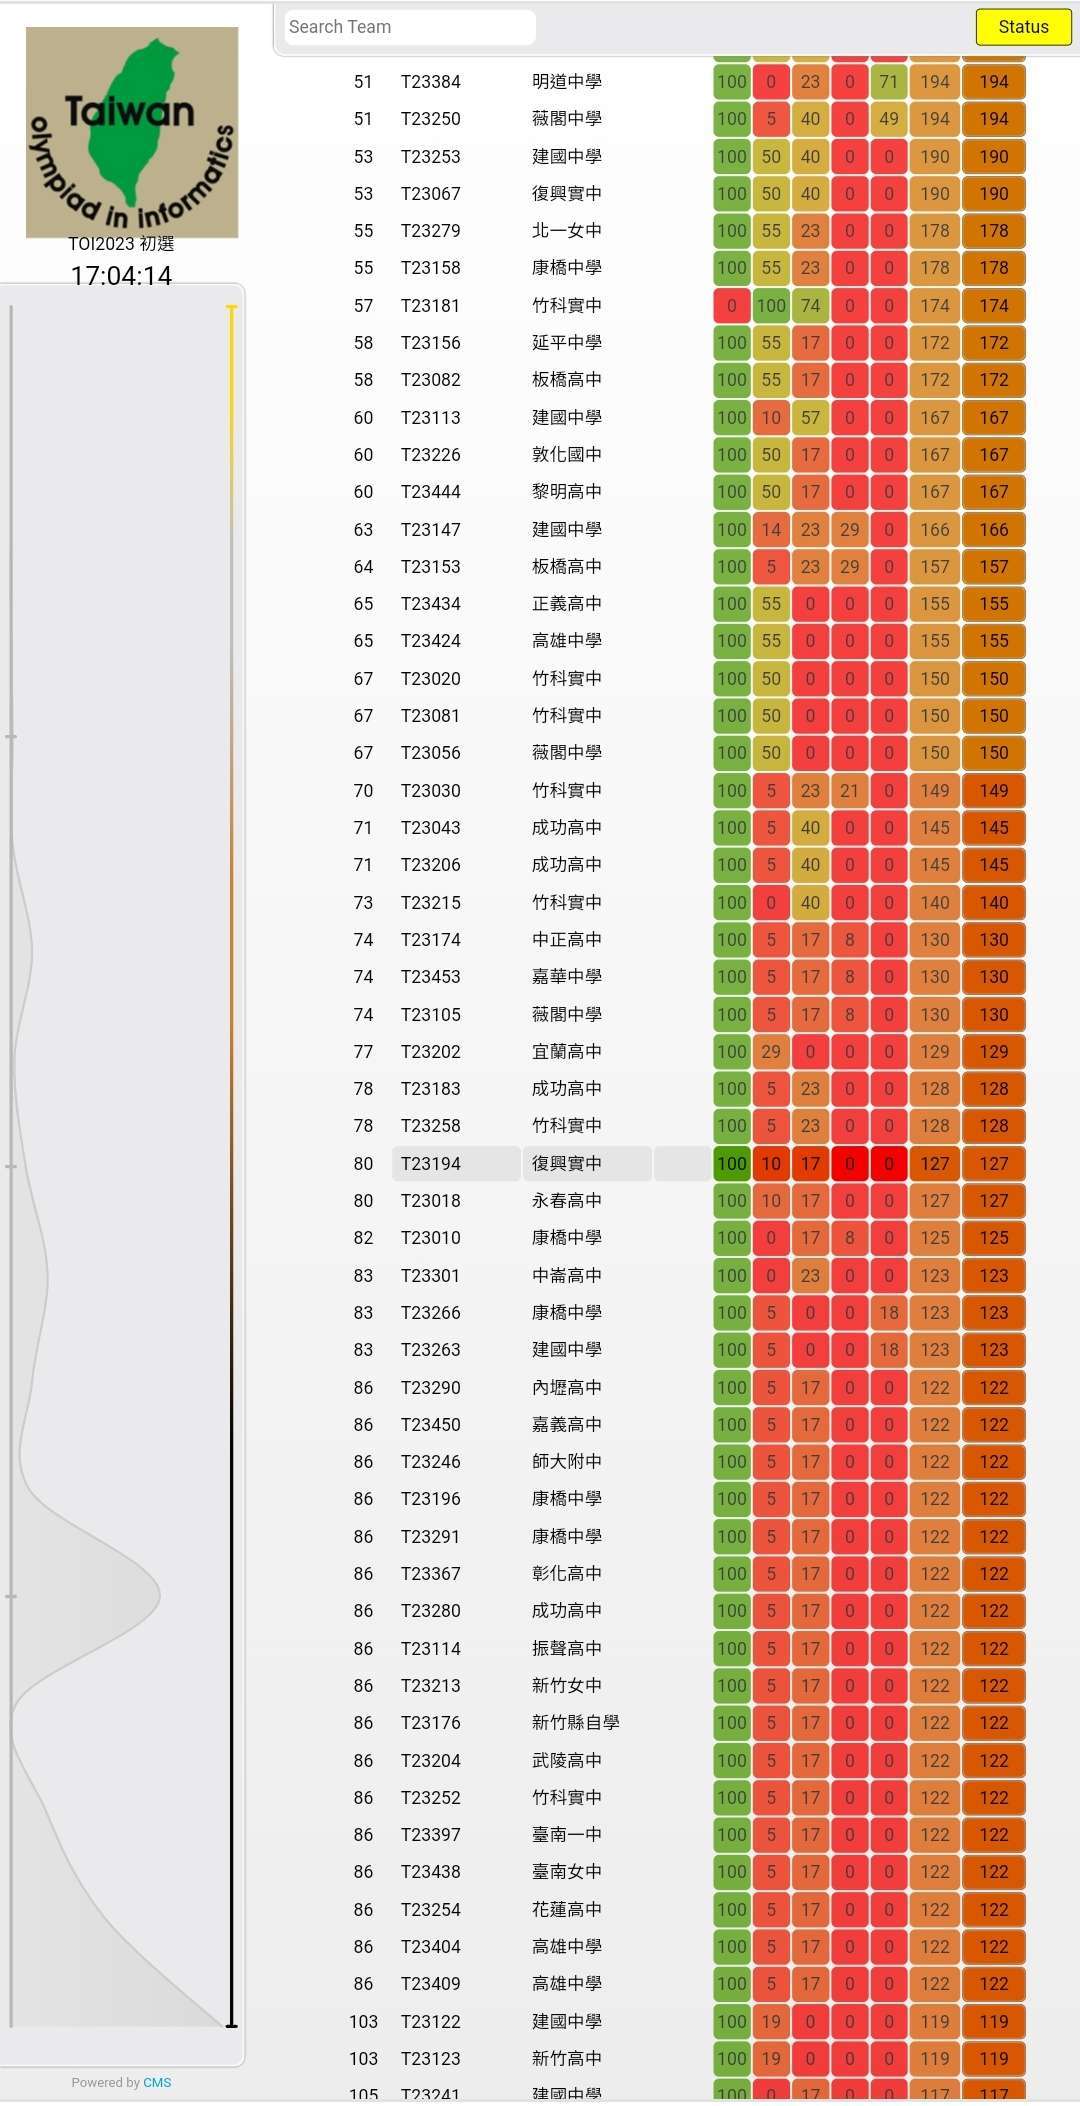 Search Team
Status
Taiwan
olympiad in informatics
TOI2023 初選
17:04:14
51 T23384 明道中學 100 0 23 0 71 194 194
51 T23250 薇閣中學 100 5 40 0 49 194 194
53 T23253 建國中學 100 50 40 0 0 190 190
53 T23067 復興實中 100 50 40 0 0 190 190
55 T23279 北一女中 100 55 23 0 0 178 178
55 T23158 康橋中學 100 55 23 0 0 178 178
57 T23181 竹科實中 0 100 74 0 0 174 174
58 T23156 延平中學 100 55 17 0 0 172 172
58 T23082 板橋高中 100 55 17 0 0 172 172
60 T23113 建國中學 100 10 57 0 0 167 167
60 T23226 敦化國中 100 50 17 0 0 167 167
60 T23444 黎明高中 100 50 17 0 0 167 167
63 T23147 建國中學 100 14 23 29 0 166 166
64 T23153 板橋高中 100 5 23 29 0 157 157
65 T23434 正義高中 100 55 0 0 0 155 155
65 T23424 高雄中學 100 55 0 0 0 155 155
67 T23020 竹科實中 100 50 0 0 0 150 150
67 T23081 竹科實中 100 50 0 0 0 150 150
67 T23056 薇閣中學 100 50 0 0 0 150 150
70 T23030 竹科實中 100 5 23 21 0 149 149
71 T23043 成功高中 100 5 40 0 0 145 145
71 T23206 成功高中 100 5 40 0 0 145 145
73 T23215 竹科實中 100 0 40 0 0 140 140
74 T23174 中正高中 100 5 17 8 0 130 130
74 T23453 嘉華中學 100 5 17 8 0 130 130
74 T23105 薇閣中學 100 5 17 8 0 130 130
77 T23202 宜蘭高中 100 29 0 0 0 129 129
78 T23183 成功高中 100 5 23 0 0 128 128
78 T23258 竹科實中 100 5 23 0 0 128 128
80 T23194 復興實中 100 10 17 0 0 127 127
80 T23018 永春高中 100 10 17 0 0 127 127
82 T23010 康橋中學 100 0 17 8 0 125 125
83 T23301 中崙高中 100 0 23 0 0 123 123
83 T23266 康橋中學 100 5 0 0 18 123 123
83 T23263 建國中學 100 5 0 0 18 123 123
86 T23290 內壢高中 100 5 17 0 0 122 122
86 T23450 嘉義高中 100 5 17 0 0 122 122
86 T23246 師大附中 100 5 17 0 0 122 122
86 T23196 康橋中學 100 5 17 0 0 122 122
86 T23291 康橋中學 100 5 17 0 0 122 122
86 T23367 彰化高中 100 5 17 0 0 122 122
86 T23280 成功高中 100 5 17 0 0 122 122
86 T23114 振聲高中 100 5 17 0 0 122 122
86 T23213 新竹女中 100 5 17 0 0 122 122
86 T23176 新竹縣自學 100 5 17 0 0 122 122
86 T23204 武陵高中 100 5 17 0 0 122 122
86 T23252 竹科實中 100 5 17 0 0 122 122
86 T23397 臺南一中 100 5 17 0 0 122 122
86 T23438 臺南女中 100 5 17 0 0 122 122
86 T23254 花蓮高中 100 5 17 0 0 122 122
86 T23404 高雄中學 100 5 17 0 0 122 122
86 T23409 高雄中學 100 5 17 0 0 122 122
103 T23122 建國中學 100 19 0 0 0 119 119
103 T23123 新竹高中 100 19 0 0 0 119 119
105 T23241 建國中學 100 0 17 0 0 117 117
Powered by CMS